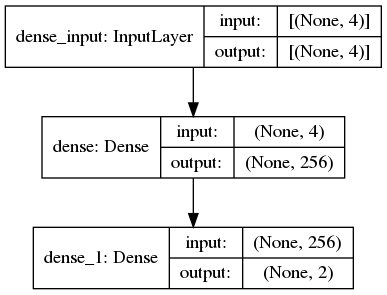 dense_input: InputLayer
input: [(None, 4)]
output: [(None, 4)]
dense: Dense
input: (None, 4)
output: (None, 256)
dense_1: Dense
input: (None, 256)
output: (None, 2)